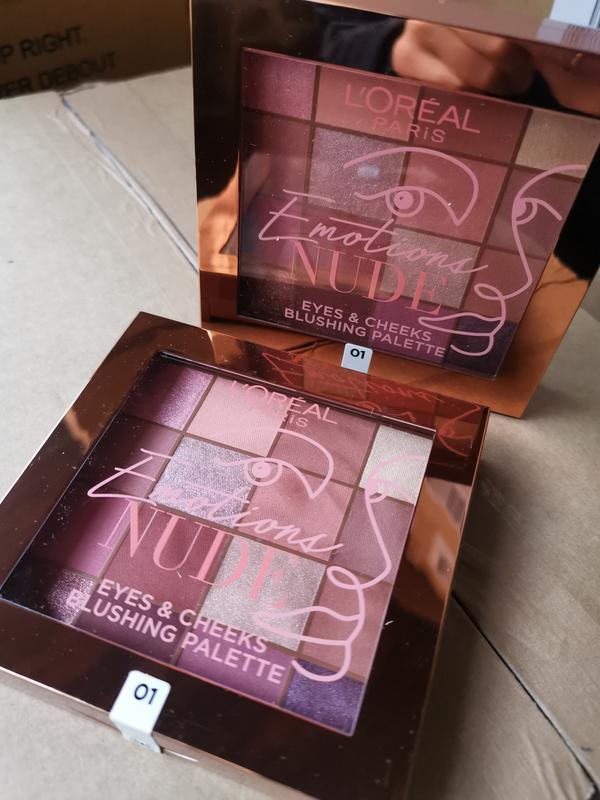 P RIGHT.
ER DEBOUT
L'ORÉAL
PARiS
Emotions
NUDE
EYES & CHEEKS
BLUSHING PALETTE
01
L'ORÉAL
iS
Emotions
NUDE
EYES & CHEEKS
BLUSHING PALETTE
01